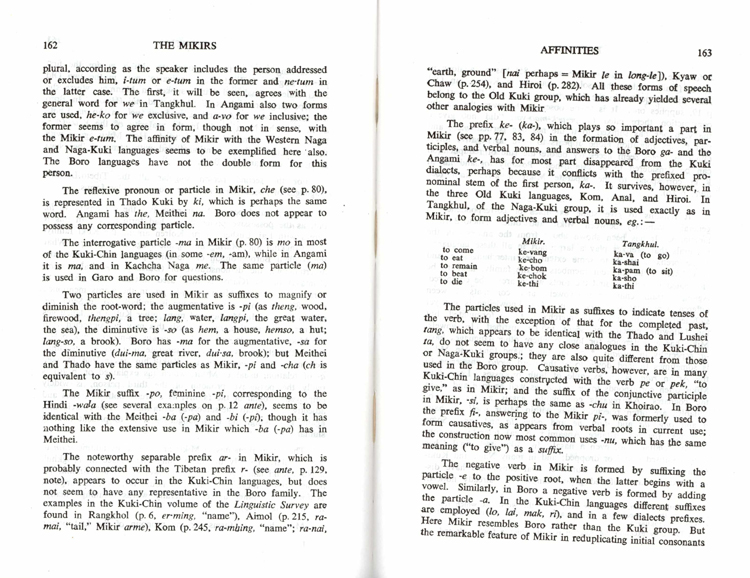 162 THE MIKIRS
plural, according as the speaker includes the person addressed
or excludes him, i-tum or e-tum in the former and ne-tum in
the latter case. The first, it will be seen, agrees with the
general word for we in Tangkhul. In Angami also two forms
are used, he-ko for we exclusive, and a-vo for we inclusive; the
former seems to agree in form, though not in sense, with
the Mikir e-tum. The affinity of Mikir with the Western Naga
and Naga-Kuki languages seems to be exemplified here also.
The Boro languages have not the double form for this
person.
The reflexive pronoun or particle in Mikir, che (see p. 80),
is represented in Thado Kuki by ki, which is perhaps the same
word. Angami has the, Meithei na. Boro does not appear to
possess any corresponding particle.
The interrogative particle -ma in Mikir (p. 80) is mo in most
of the Kuki-Chin languages (in some -em, -am), while in Angami
it is ma, and in Kachcha Naga me. The same particle (ma)
is used in Garo and Boro for questions.
Two particles are used in Mikir as suffixes to magnify or
diminish the root-word; the augmentative is -pi (as theng, wood,
firewood, thengpi, a tree; lang, water, langpi, the great water,
the sea), the diminutive is -so (as hem, a house, hemso, a hut;
lang-so, a brook). Boro has -ma for the augmentative, -sa for
the diminutive (dui-ma, great river, dui-sa, brook); but Meithei
and Thado have the same particles as Mikir, -pi and -cha (ch is
equivalent to s).
The Mikir suffix -po, feminine -pi, corresponding to the
Hindi -wala (see several examples on p. 12 ante), seems to be
identical with the Meithei -ba (-pa) and -bi (-pi), though it has
nothing like the extensive use in Mikir which -ba (-pa) has in
Meithei.
The noteworthy separable prefix ar- in Mikir, which is
probably connected with the Tibetan prefix r- (see ante, p. 129,
note), appears to occur in the Kuki-Chin languages, but does
not seem to have any representative in the Boro family. The
examples in the Kuki-Chin volume of the Linguistic Survey are
found in Rangkhol (p. 6, er-ming, "name"), Aimol (p. 215, ra-
mai, "tail," Mikir arme), Kom (p. 245, ra-mhing, "name"; ra-nai,
AFFINITIES 163
"earth, ground" [nai perhaps = Mikir le in long-le]), Kyaw or
Chaw (p. 254), and Hiroi (p. 282). All these forms of speech
belong to the Old Kuki group, which has already yielded several
other analogies with Mikir
The prefix ke- (ka-), which plays so important a part in
Mikir (see pp. 77, 83, 84) in the formation of adjectives, par-
ticiples, and verbal nouns, and answers to the Boro ga- and the
Angami ke-, has for most part disappeared from the Kuki
dialects, perhaps because it conflicts with the prefixed pro-
nominal stem of the first person, ka-. It survives, however, in
the three Old Kuki languages, Kom, Anal, and Hiroi. In
Tangkhul, of the Naga-Kuki group, it is used exactly as in
Mikir, to form adjectives and verbal nouns, eg.:—
Mikir. Tangkhul.
to come ke-vang ka-va (to go)
to eat ke-cho ka-shai
to remain ke-bom ka-pam (to sit)
to beat ke-chok ka-sho
to die ke-thi ka-thi
The particles used in Mikir as suffixes to indicate tenses of
the verb, with the exception of that for the completed past,
tang, which appears to be identical with the Thado and Lushei
ta, do not seem to have any close analogues in the Kuki-Chin
or Naga-Kuki groups.; they are also quite different from those
used in the Boro group. Causative verbs, however, are in many
Kuki-Chin languages constructed with the verb pe or pek, "to
give," as in Mikir; and the suffix of the conjunctive participle
in Mikir, -si, is perhaps the same as -chu in Khoirao. In Boro
the prefix fi-, answering to the Mikir pi-, was formerly used to
form causatives, as appears from verbal roots in current use;
the construction now most common uses -nu, which has the same
meaning ("to give") as a suffix.
The negative verb in Mikir is formed by suffixing the
particle -e to the positive root, when the latter begins with a
vowel. Similarly, in Boro a negative verb is formed by adding
the particle -a. In the Kuki-Chin languages different suffixes
are employed (lo, lai, mak, ri), and in a few dialects prefixes.
Here Mikir resembles Boro rather than the Kuki group. But
the remarkable feature of Mikir in reduplicating initial consonants